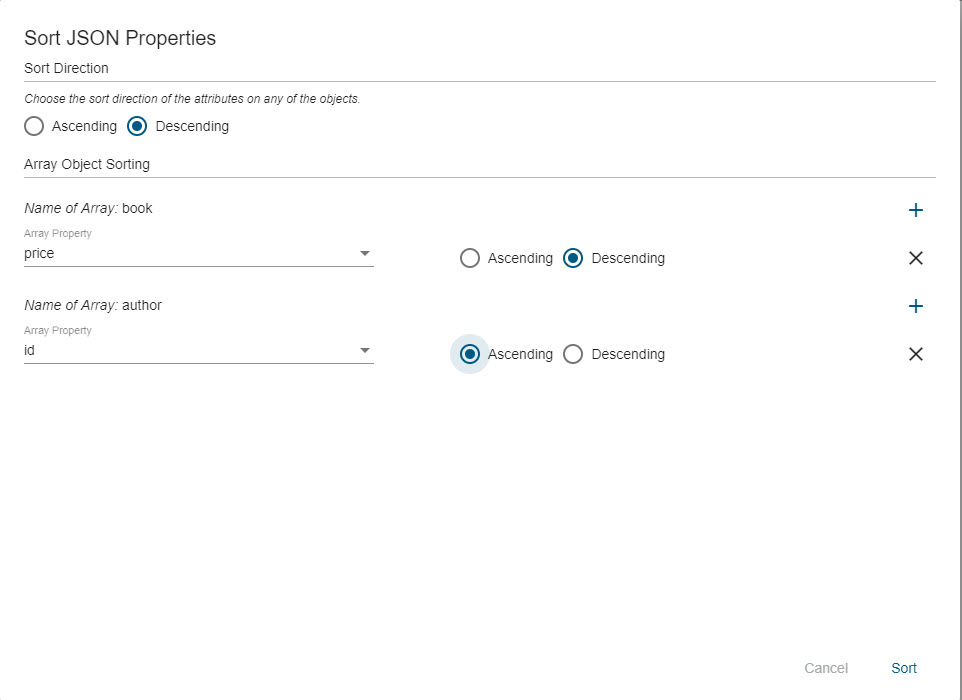 Sort JSON Properties
Sort Direction
Choose the sort direction of the attributes on any of the objects.
Ascending Descending
Array Object Sorting
Name of Array: book
Array Property
price
Ascending Descending
Name of Array: author
Array Property
id
Ascending Descending
Cancel Sort